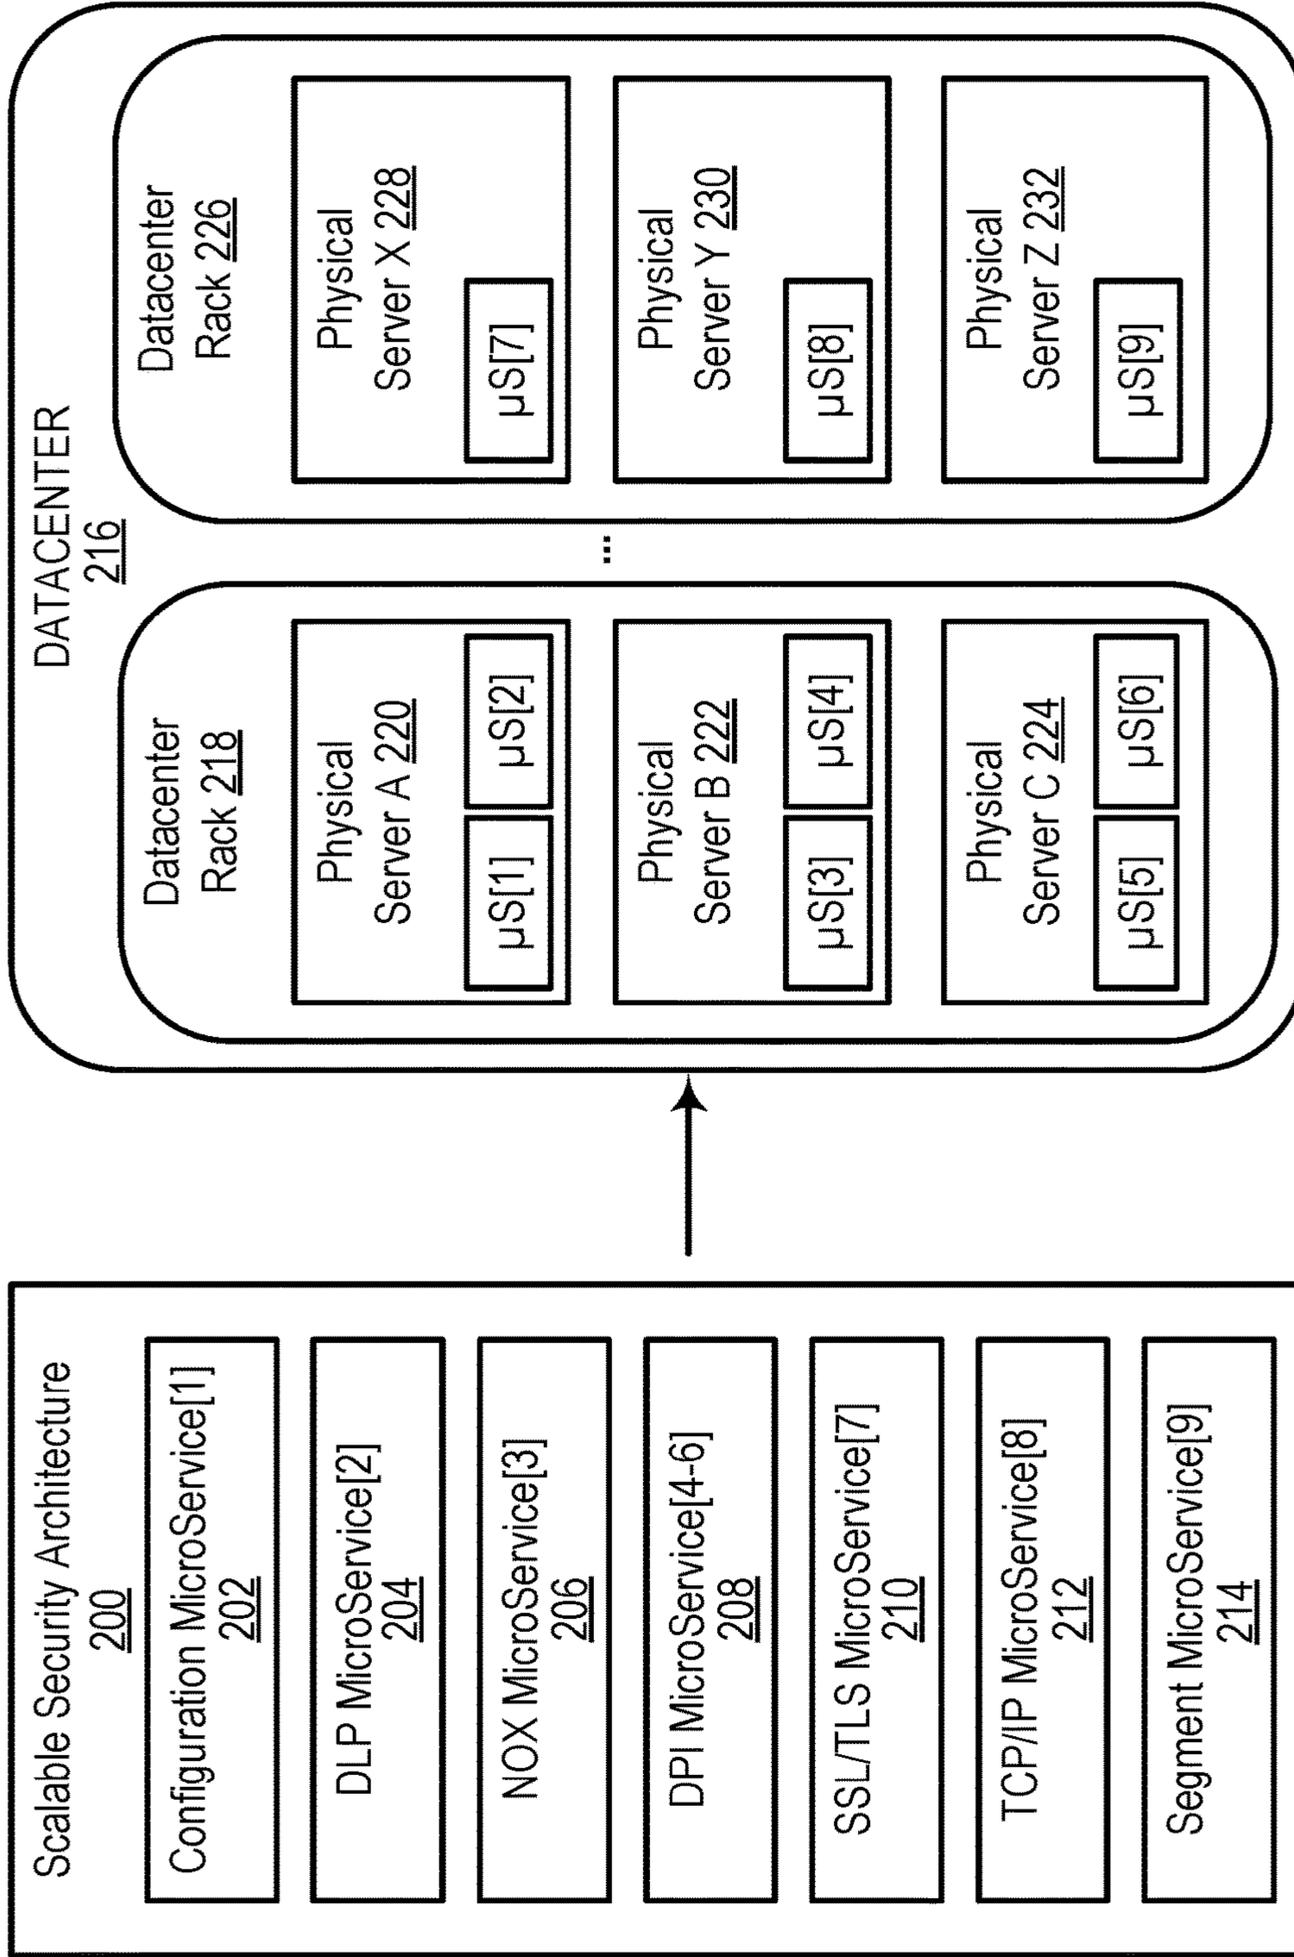 Scalable Security Architecture
200
Configuration MicroService[1]
202
DLP MicroService[2]
204
NOX MicroService[3]
206
DPI MicroService[4-6]
208
SSL/TLS MicroService[7]
210
TCP/IP MicroService[8]
212
Segment MicroService[9]
214
DATACENTER
216
Datacenter
Rack 218
Physical
Server A 220
µS[1]
µS[2]
Physical
Server B 222
µS[3]
µS[4]
Physical
Server C 224
µS[5]
µS[6]
...
Datacenter
Rack 226
Physical
Server X 228
µS[7]
Physical
Server Y 230
µS[8]
Physical
Server Z 232
µS[9]